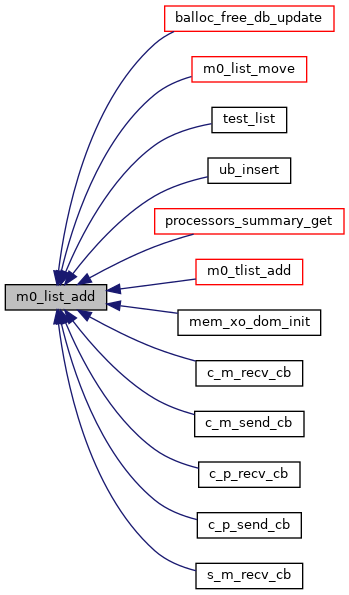 balloc_free_db_update
m0_list_move
test_list
ub_insert
processors_summary_get
m0_tlist_add
m0_list_add
mem_xo_dom_init
c_m_recv_cb
c_m_send_cb
c_p_recv_cb
c_p_send_cb
s_m_recv_cb